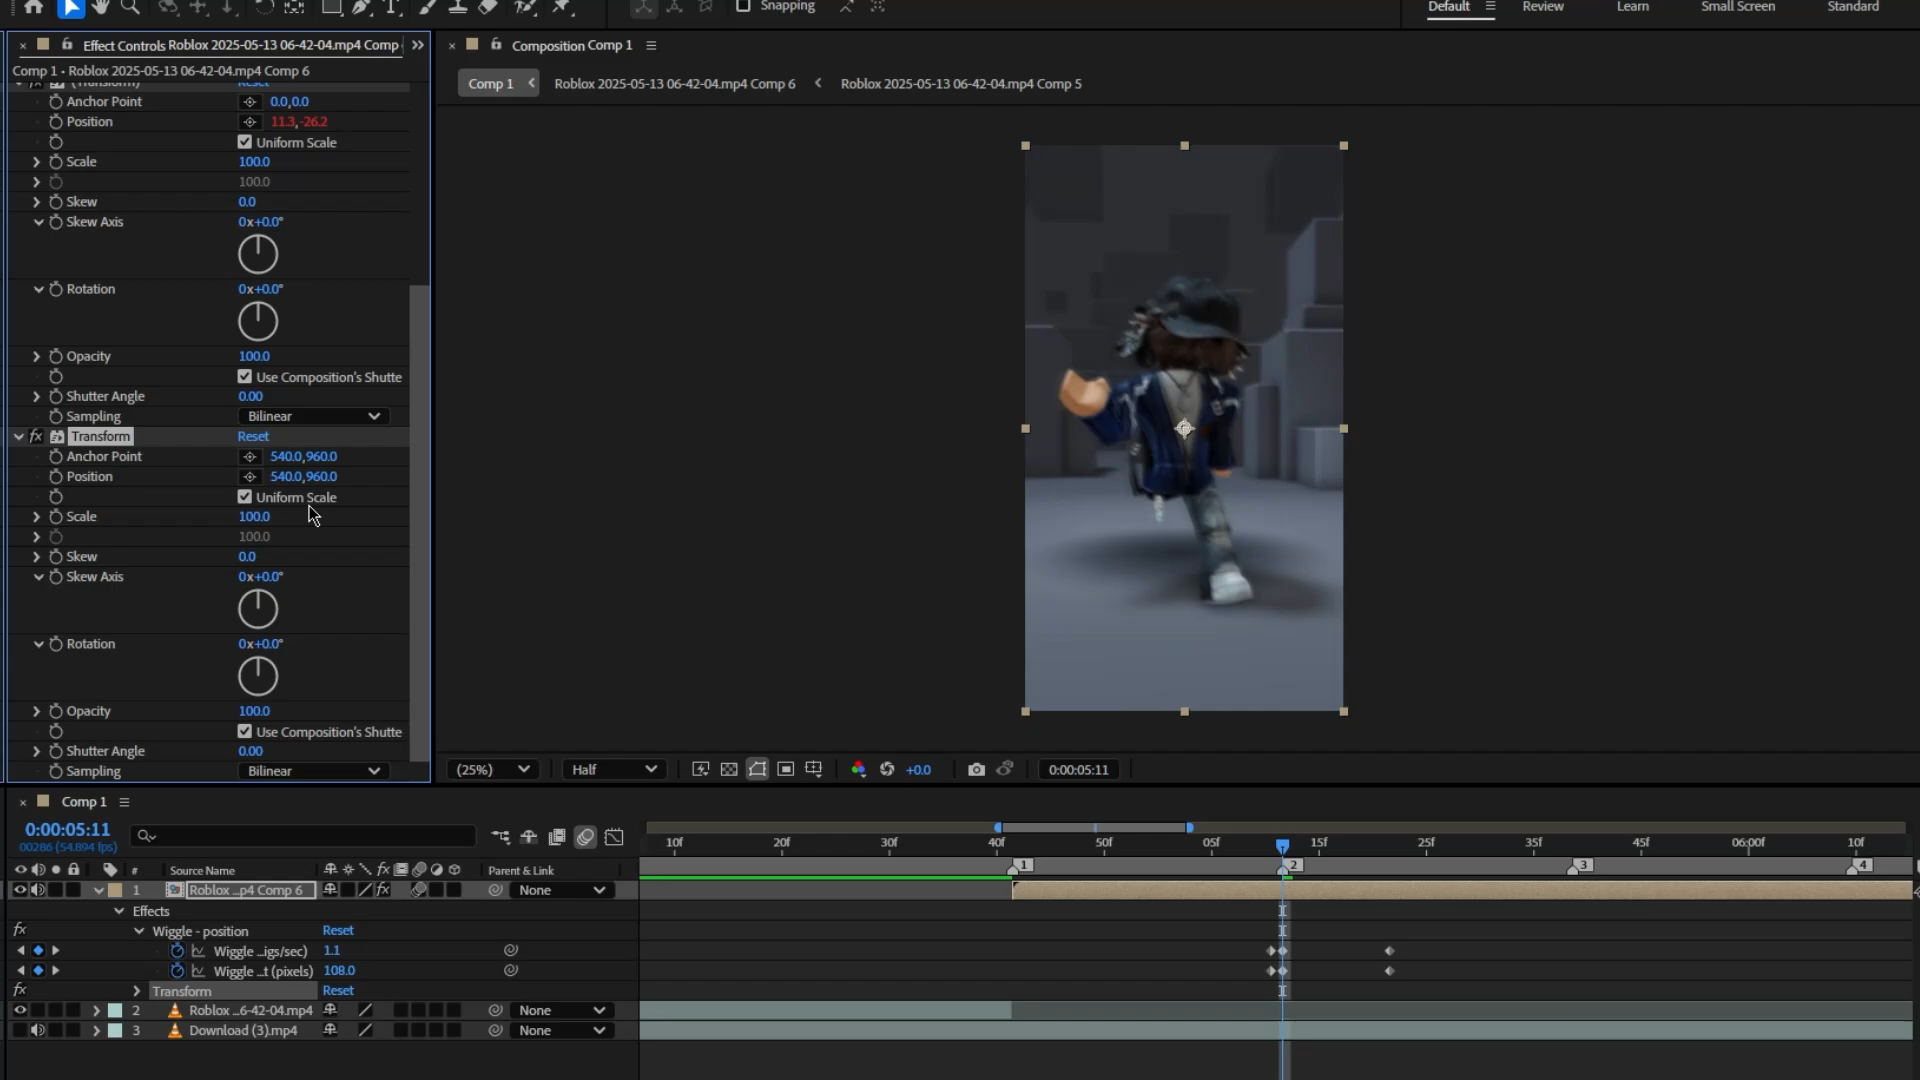 Snapping
Default
Review
Learn
Small Screen
Standard
Effect Controls Roblox 2025-05-13 06-42-04.mp4 Comp
Composition Comp 1
Comp 1 • Roblox 2025-05-13 06-42-04.mp4 Comp 6
Comp 1
Roblox 2025-05-13 06-42-04.mp4 Comp 6
Roblox 2025-05-13 06-42-04.mp4 Comp 5
(Transform)
Reset
Anchor Point 0.0,0.0
Position 11.3,-26.2
Uniform Scale
Scale 100.0
100.0
Skew 0.0
Skew Axis 0x+0.0°
Rotation 0x+0.0°
Opacity 100.0
Use Composition's Shutte
Shutter Angle 0.00
Sampling Bilinear
fx Transform Reset
Anchor Point 540.0,960.0
Position 540.0,960.0
Uniform Scale
Scale 100.0
100.0
Skew 0.0
Skew Axis 0x+0.0°
Rotation 0x+0.0°
Opacity 100.0
Use Composition's Shutte
Shutter Angle 0.00
Sampling Bilinear
(25%)
Half
+0.0
0:00:05:11
Comp 1
0:00:05:11
00286 (54.894 fps)
10f 20f 30f 40f 50f 05f 15f 25f 35f 45f 06:00f 10f
1 2 3 4
# Source Name fx Parent & Link
1 Roblox ...p4 Comp 6 fx None
Effects
fx Wiggle - position Reset
Wiggle ...igs/sec) 1.1
Wiggle ...t (pixels) 108.0
fx Transform Reset
2 Roblox ...6-42-04.mp4 None
3 Download (3).mp4 None